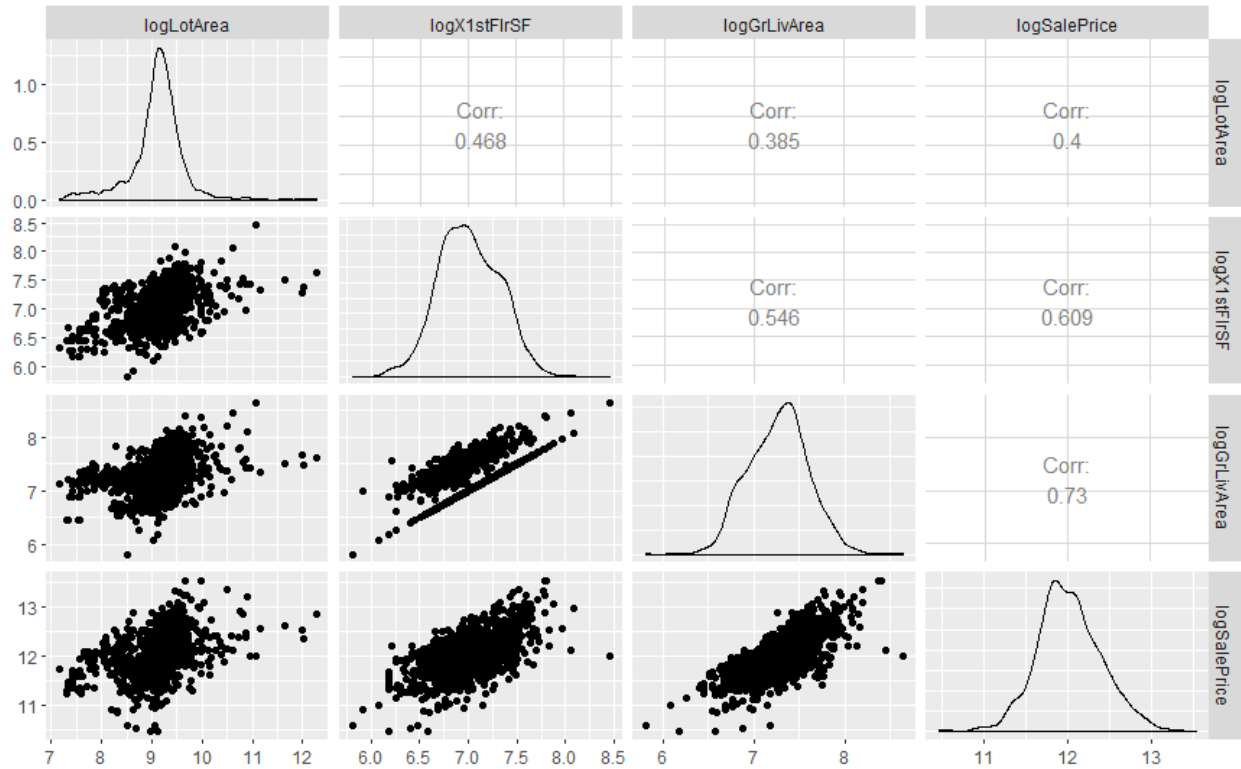 logLotArea logX1stFlrSF logGrLivArea logSalePrice
1.0
0.5
0.0
Corr:
0.468
Corr:
0.385
Corr:
0.4
logLotArea
8.5
8.0
7.5
7.0
6.5
6.0
Corr:
0.546
Corr:
0.609
logX1stFlrSF
8
7
6
Corr:
0.73
logGrLivArea
13
12
11
logSalePrice
7 8 9 10 11 12 6.0 6.5 7.0 7.5 8.0 8.5 6 7 8 11 12 13